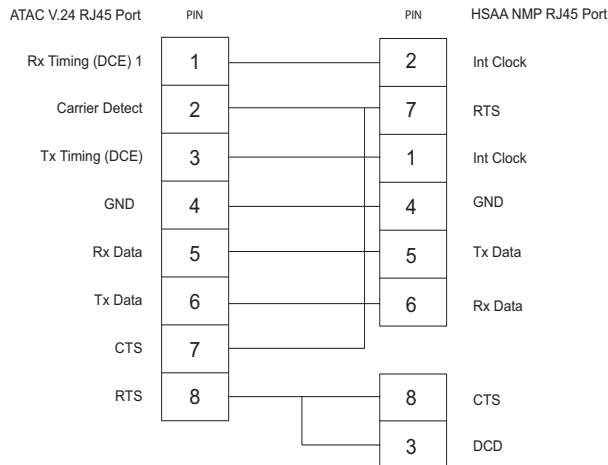 ATAC V.24 RJ45 Port PIN PIN HSAA NMP RJ45 Port
Rx Timing (DCE) 1 1 2 Int Clock
Carrier Detect 2 7 RTS
Tx Timing (DCE) 3 1 Int Clock
GND 4 4 GND
Rx Data 5 5 Tx Data
Tx Data 6 6 Rx Data
CTS 7
RTS 8 8 CTS
3 DCD